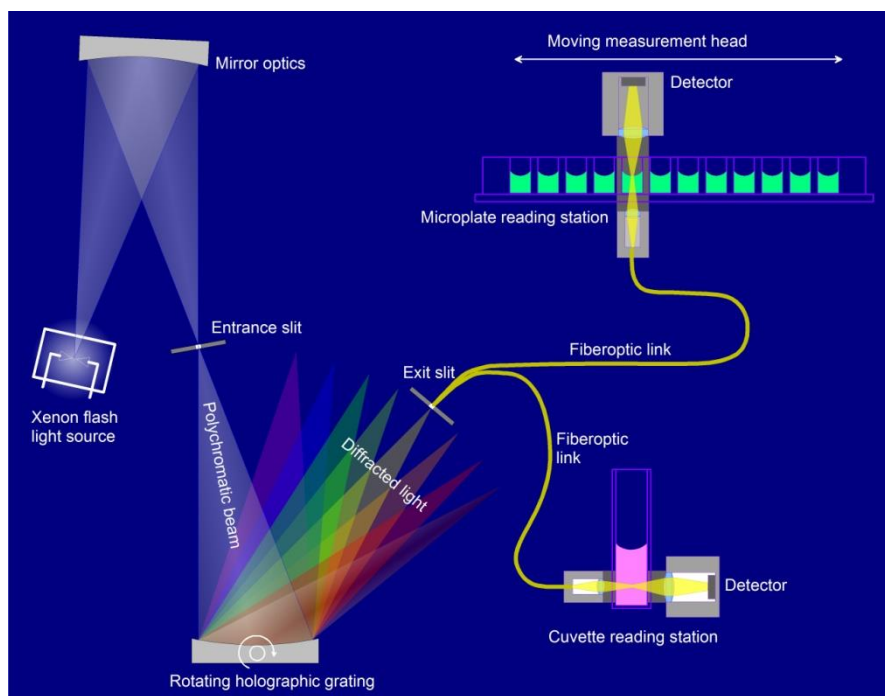 Mirror optics
Moving measurement head
Detector
Microplate reading station
Entrance slit
Fiberoptic link
Exit slit
Xenon flash
light source
Polychromatic beam
Diffracted light
Fiberoptic
link
Detector
Cuvette reading station
Rotating holographic grating